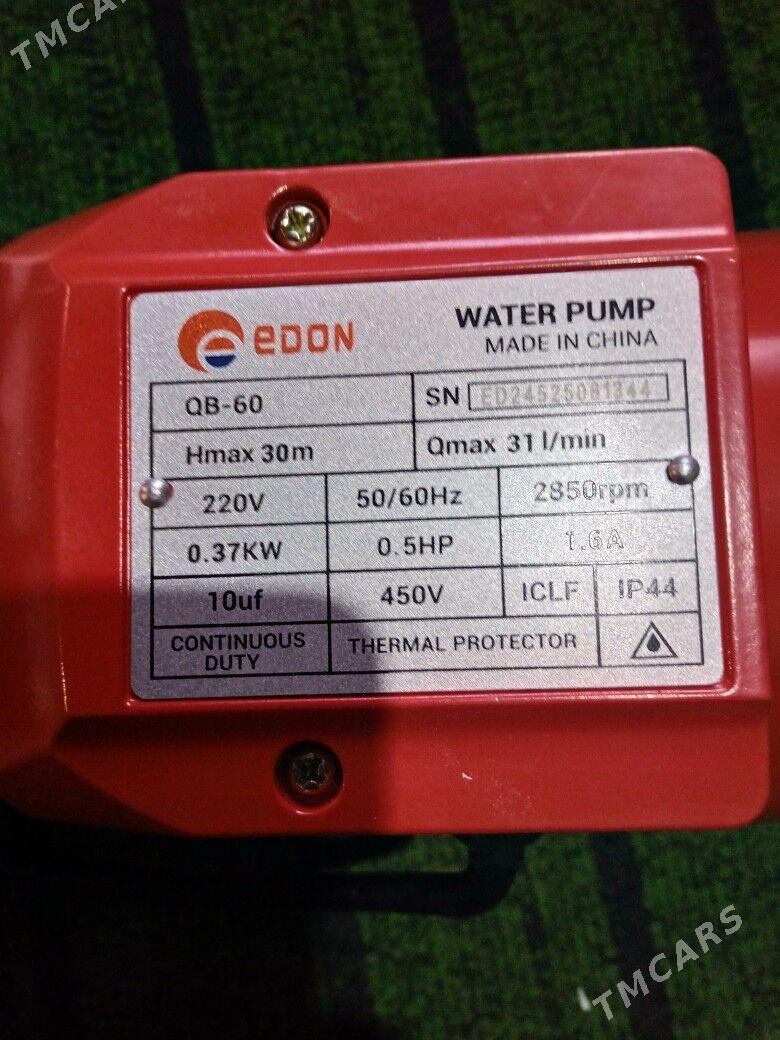 TMCARS
edon
WATER PUMP
MADE IN CHINA
QB-60
SN ED24525081344
Hmax 30m
Qmax 31 l/min
220V
50/60Hz
2850rpm
0.37KW
0.5HP
1.6A
10uf
450V
ICLF
IP44
CONTINUOUS
DUTY
THERMAL PROTECTOR
TMCARS